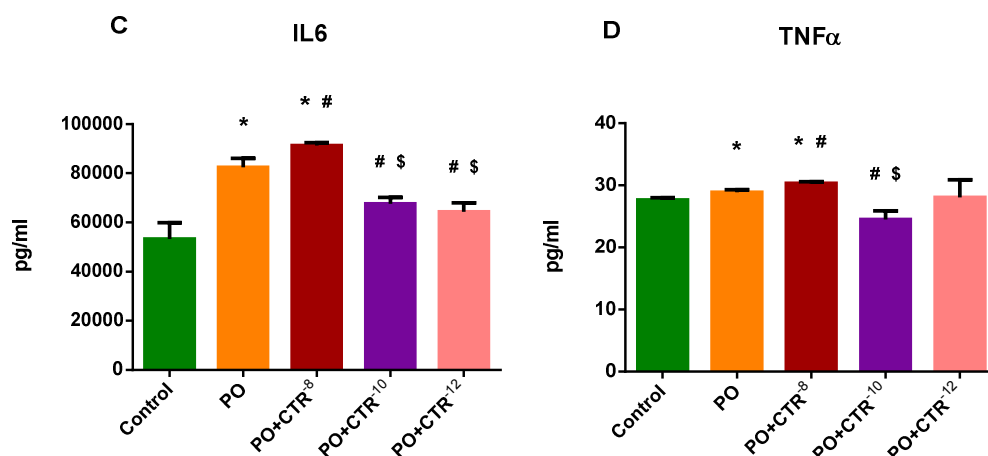 C
IL6
* #
*
# $
# $
100000
80000
60000
40000
20000
0
pg/ml
Control
PO
PO+CTR-8
PO+CTR-10
PO+CTR-12
D
TNFα
*
* #
# $
40
30
20
10
0
pg/ml
Control
PO
PO+CTR-8
PO+CTR-10
PO+CTR-12